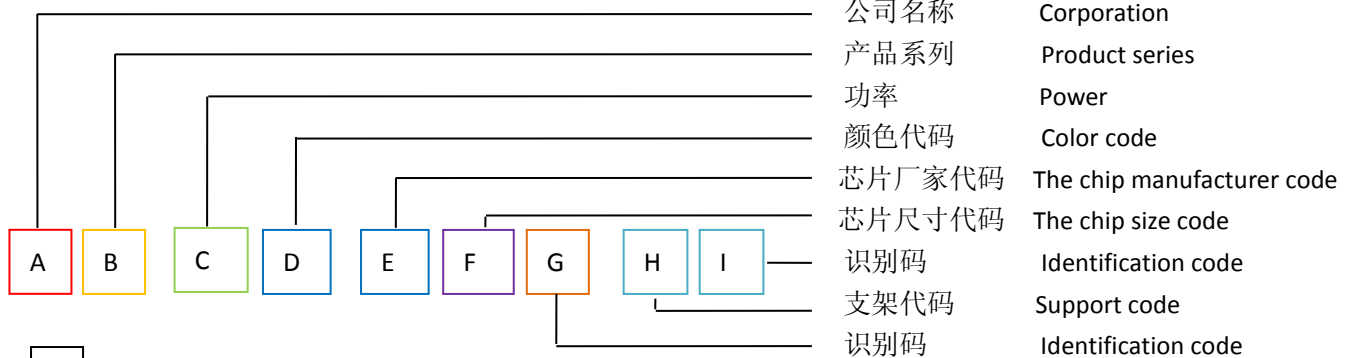 公司名称 Corporation
产品系列 Product series
功率 Power
颜色代码 Color code
芯片厂家代码 The chip manufacturer code
芯片尺寸代码 The chip size code
A B C D E F G H I 识别码 Identification code
支架代码 Support code
识别码 Identification code